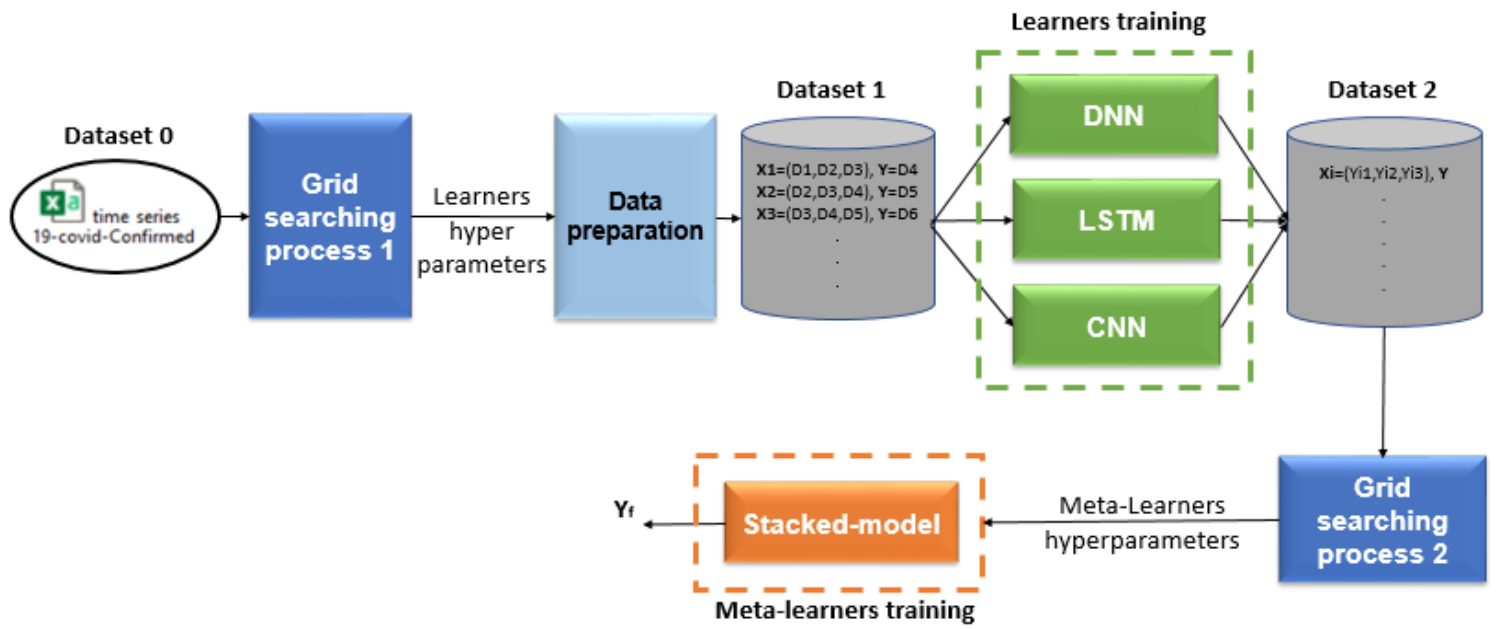 Learners training
Dataset 0
time series
19-covid-Confirmed
Grid
searching
process 1
Learners
hyper
parameters
Data
preparation
Dataset 1
X1=(D1,D2,D3), Y=D4
X2=(D2,D3,D4), Y=D5
X3=(D3,D4,D5), Y=D6
.
.
.
DNN
LSTM
CNN
Dataset 2
Xi=(Yi1,Yi2,Yi3), Y
Grid
searching
process 2
Meta-Learners
hyperparameters
Stacked-model
Meta-learners training
Yf